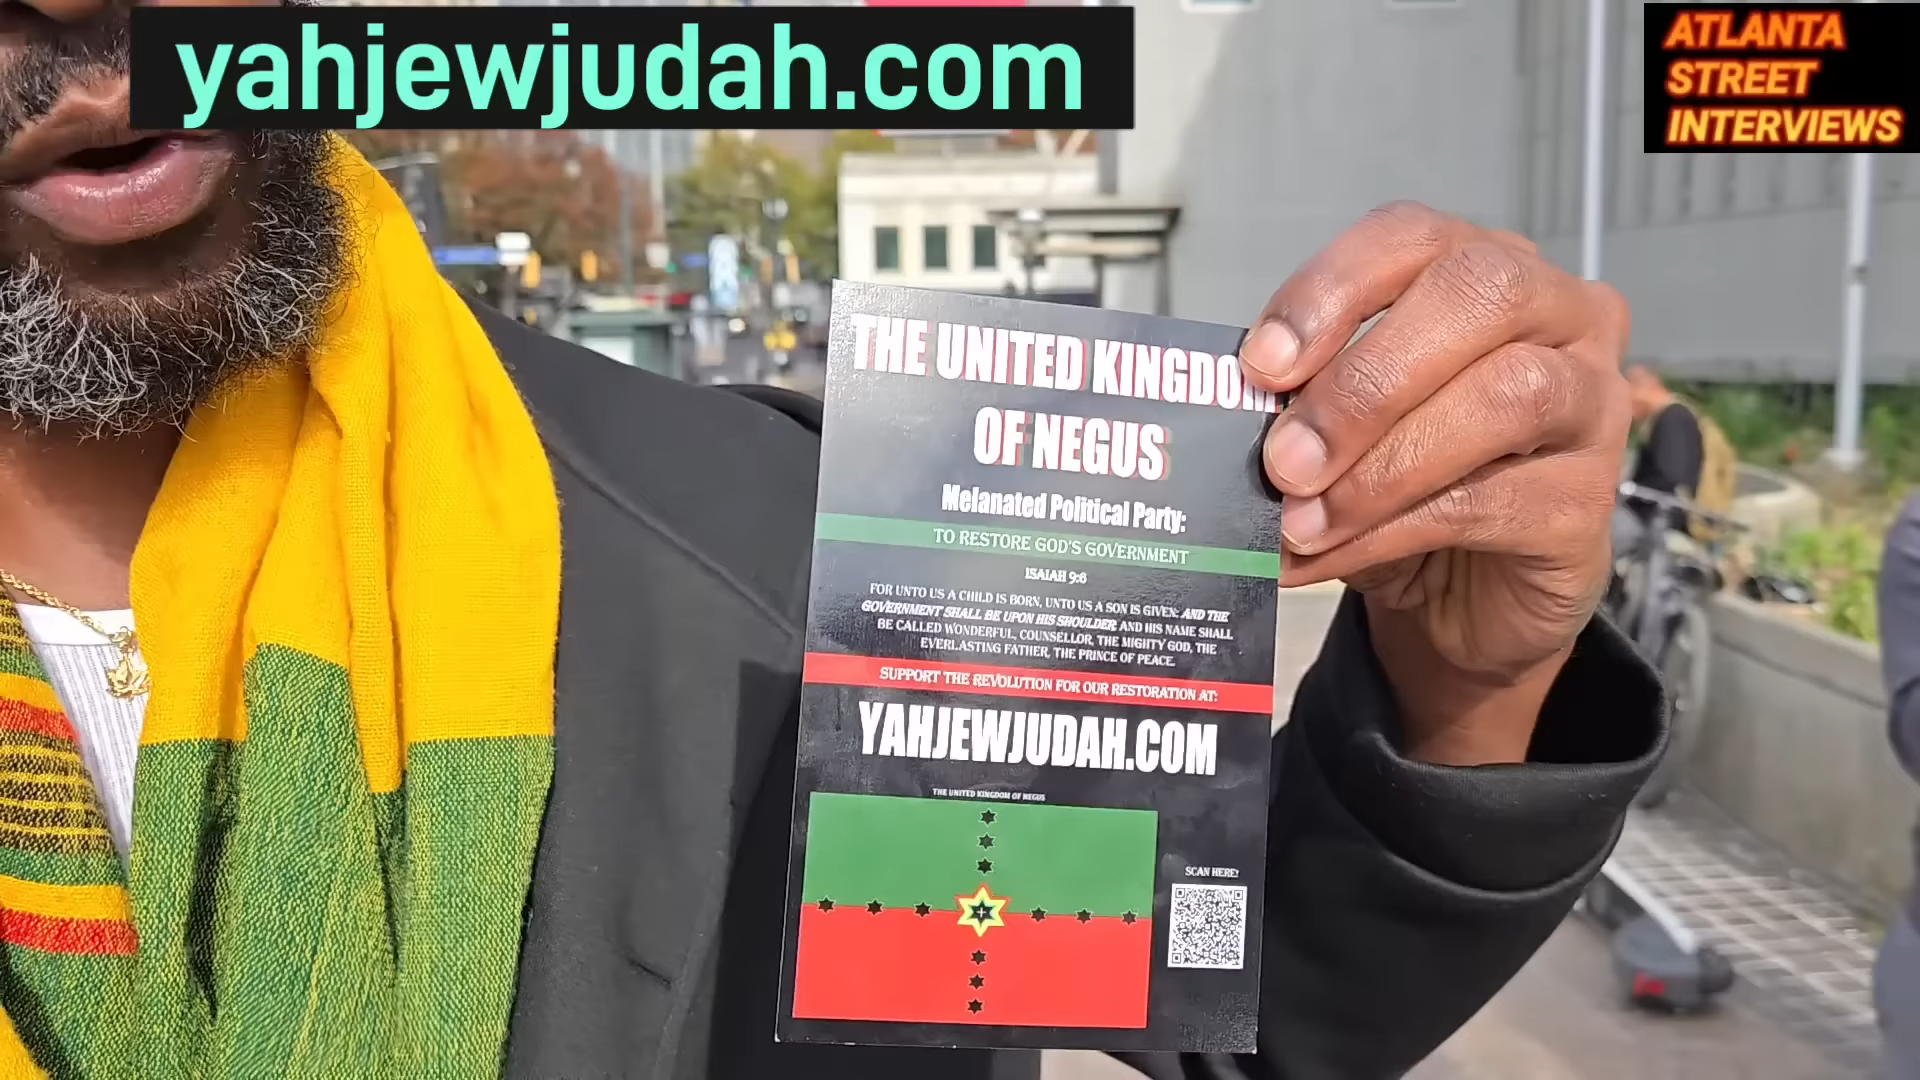 yahjewjudah.com
ATLANTA
STREET
INTERVIEWS
THE UNITED KINGDOM
OF NEGUS
Melanated Political Party:
TO RESTORE GOD'S GOVERNMENT
ISAIAH 9:6
FOR UNTO US A CHILD IS BORN, UNTO US A SON IS GIVEN: AND THE
GOVERNMENT SHALL BE UPON HIS SHOULDER: AND HIS NAME SHALL
BE CALLED WONDERFUL, COUNSELLOR, THE MIGHTY GOD, THE
EVERLASTING FATHER, THE PRINCE OF PEACE.
SUPPORT THE REVOLUTION FOR OUR RESTORATION AT:
YAHJEWJUDAH.COM
THE UNITED KINGDOM OF NEGUS
SCAN HERE!